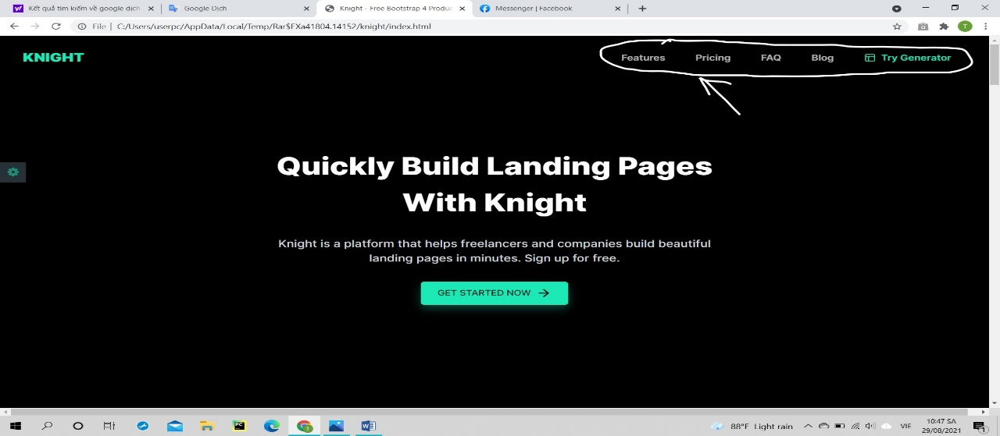 Kết quả tìm kiếm về google dịch
Google Dịch
Knight - Free Bootstrap 4 Produc
Messenger | Facebook
File | C:/Users/userpc/AppData/Local/Temp/Rar$EXa41804.14152/knight/index.html
T
KNIGHT
Features
Pricing
FAQ
Blog
Try Generator
Quickly Build Landing Pages
With Knight
Knight is a platform that helps freelancers and companies build beautiful
landing pages in minutes. Sign up for free.
GET STARTED NOW
88°F Light rain
VIE
10:47 SA
29/08/2021